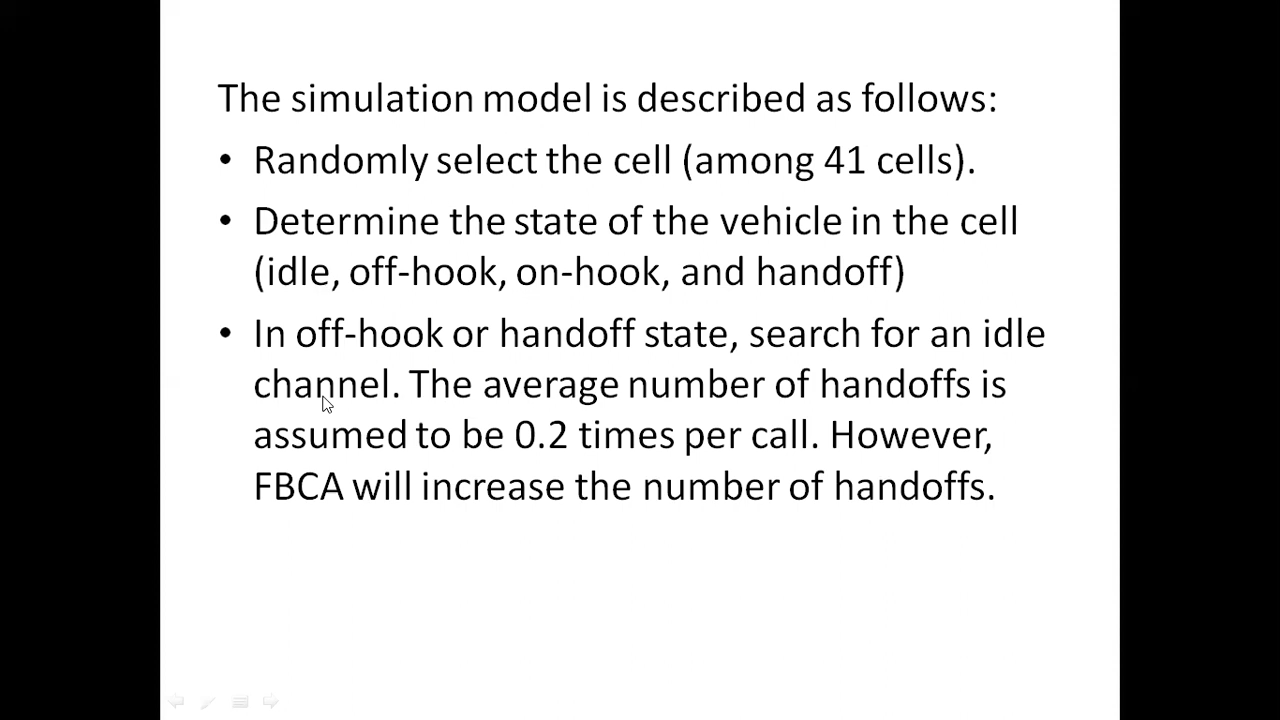 The simulation model is described as follows:
• Randomly select the cell (among 41 cells).
• Determine the state of the vehicle in the cell
(idle, off-hook, on-hook, and handoff)
• In off-hook or handoff state, search for an idle
channel. The average number of handoffs is
assumed to be 0.2 times per call. However,
FBCA will increase the number of handoffs.